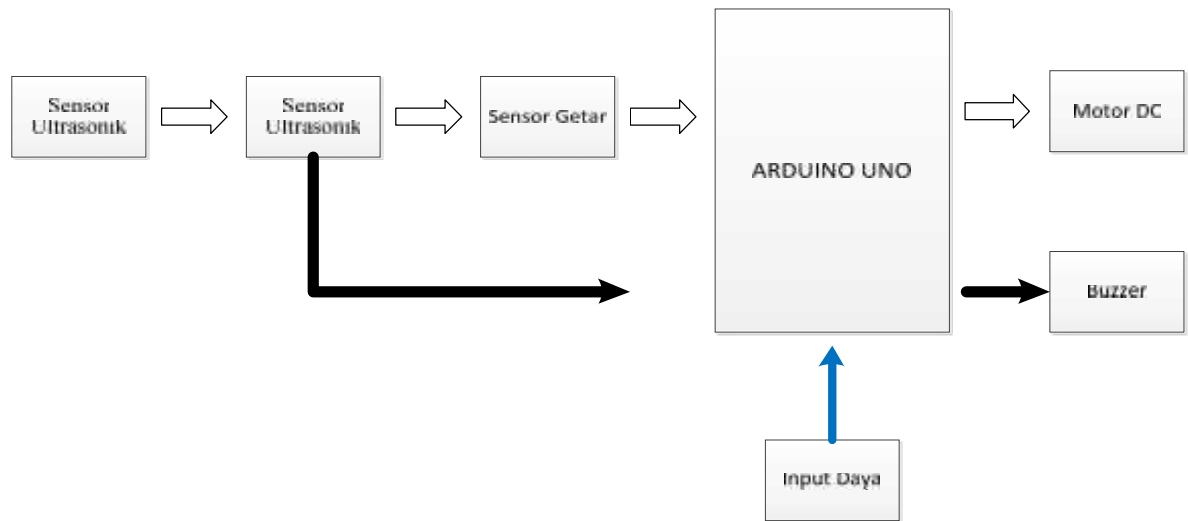 Sensor
Ultrasonik
Sensor
Ultrasonik
Sensor Getar
ARDUINO UNO
Motor DC
Buzzer
Input Daya